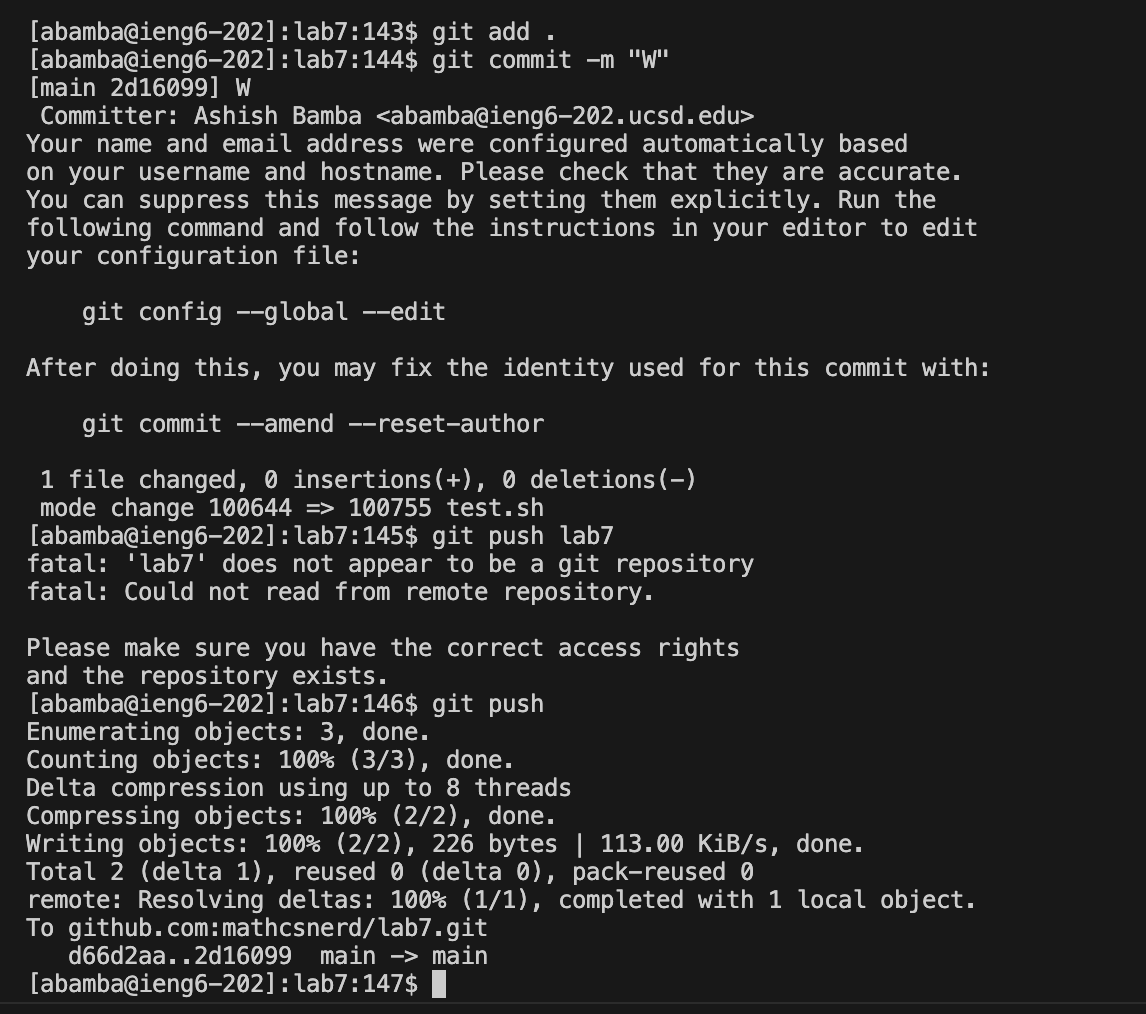 [abamba@ieng6-202]:lab7:143$ git add .
[abamba@ieng6-202]:lab7:144$ git commit -m "W"
[main 2d16099] W
 Committer: Ashish Bamba <abamba@ieng6-202.ucsd.edu>
Your name and email address were configured automatically based
on your username and hostname. Please check that they are accurate.
You can suppress this message by setting them explicitly. Run the
following command and follow the instructions in your editor to edit
your configuration file:

    git config --global --edit

After doing this, you may fix the identity used for this commit with:

    git commit --amend --reset-author

 1 file changed, 0 insertions(+), 0 deletions(-)
 mode change 100644 => 100755 test.sh
[abamba@ieng6-202]:lab7:145$ git push lab7
fatal: 'lab7' does not appear to be a git repository
fatal: Could not read from remote repository.

Please make sure you have the correct access rights
and the repository exists.
[abamba@ieng6-202]:lab7:146$ git push
Enumerating objects: 3, done.
Counting objects: 100% (3/3), done.
Delta compression using up to 8 threads
Compressing objects: 100% (2/2), done.
Writing objects: 100% (2/2), 226 bytes | 113.00 KiB/s, done.
Total 2 (delta 1), reused 0 (delta 0), pack-reused 0
remote: Resolving deltas: 100% (1/1), completed with 1 local object.
To github.com:mathcsnerd/lab7.git
   d66d2aa..2d16099  main -> main
[abamba@ieng6-202]:lab7:147$